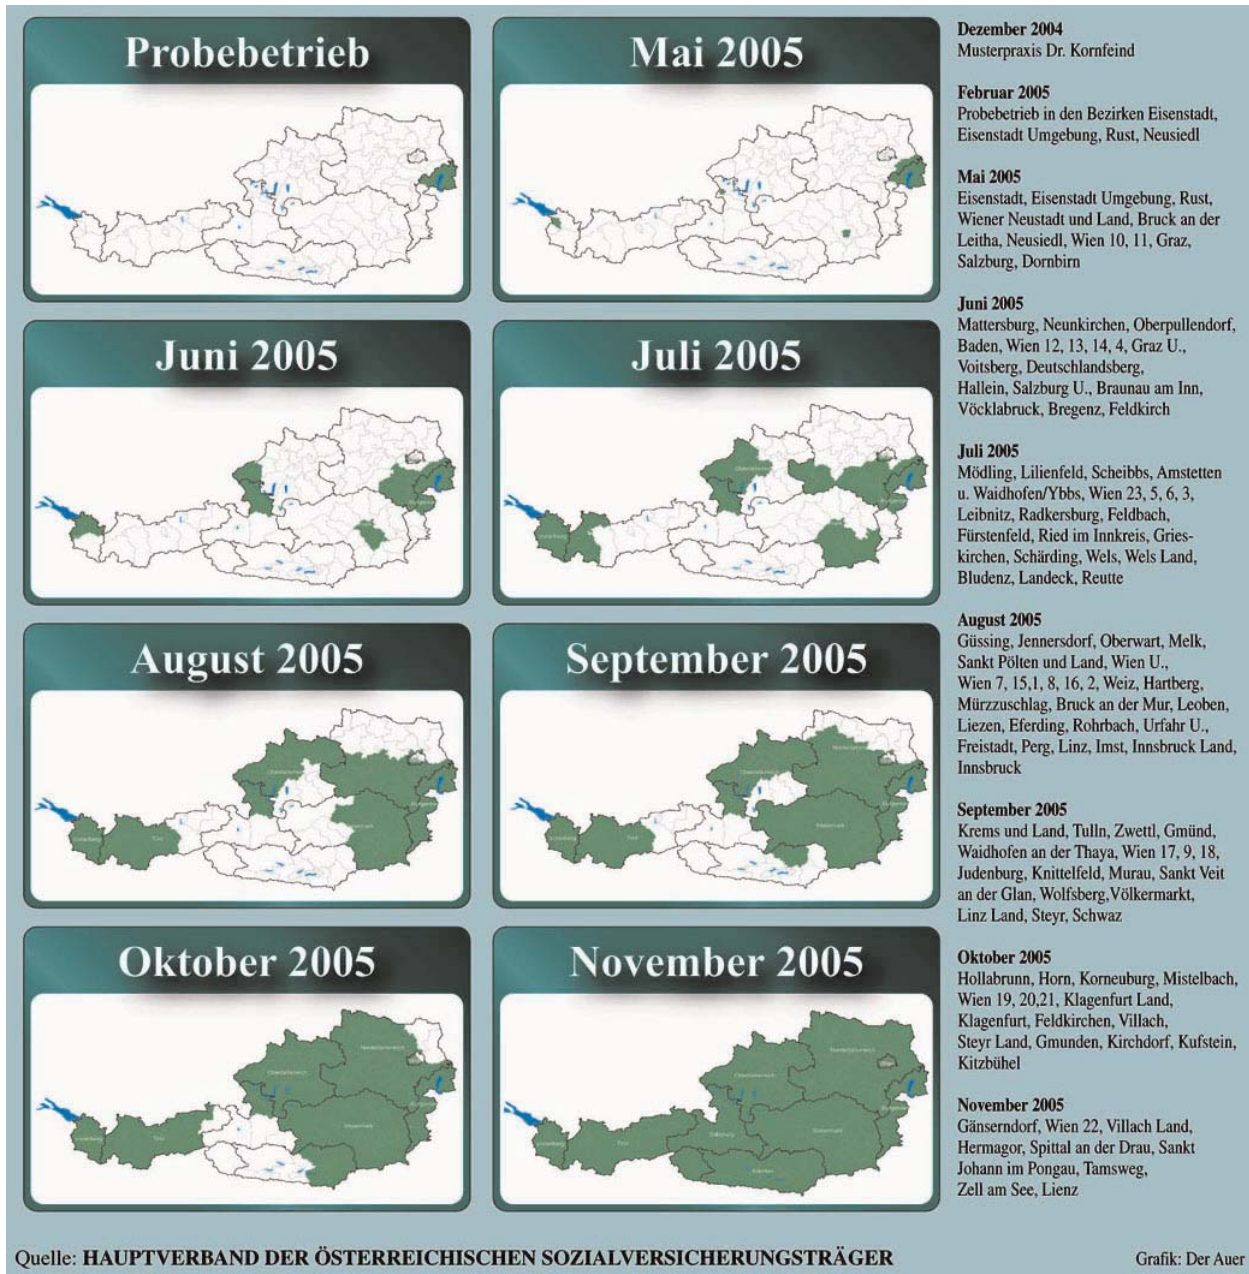 Probebetrieb
Mai 2005
Juni 2005
Juli 2005
August 2005
September 2005
Oktober 2005
November 2005
Dezember 2004
Musterpraxis Dr. Kornfeind
Februar 2005
Probebetrieb in den Bezirken Eisenstadt,
Eisenstadt Umgebung, Rust, Neusiedl
Mai 2005
Eisenstadt, Eisenstadt Umgebung, Rust,
Wiener Neustadt und Land, Bruck an der
Leitha, Neusiedl, Wien 10, 11, Graz,
Salzburg, Dornbirn
Juni 2005
Mattersburg, Neunkirchen, Oberpullendorf,
Baden, Wien 12, 13, 14, 4, Graz U.,
Voitsberg, Deutschlandsberg,
Hallein, Salzburg U., Braunau am Inn,
Vöcklabruck, Bregenz, Feldkirch
Juli 2005
Mödling, Lilienfeld, Scheibbs, Amstetten
u. Waidhofen/Ybbs, Wien 23, 5, 6, 3,
Leibnitz, Radkersburg, Feldbach,
Fürstenfeld, Ried im Innkreis, Gries-
kirchen, Schärding, Wels, Wels Land,
Bludenz, Landeck, Reutte
August 2005
Güssing, Jennersdorf, Oberwart, Melk,
Sankt Pölten und Land, Wien U.,
Wien 7, 15,1, 8, 16, 2, Weiz, Hartberg,
Mürzzuschlag, Bruck an der Mur, Leoben,
Liezen, Eferding, Rohrbach, Urfahr U.,
Freistadt, Perg, Linz, Imst, Innsbruck Land,
Innsbruck
September 2005
Krems und Land, Tulln, Zwettl, Gmünd,
Waidhofen an der Thaya, Wien 17, 9, 18,
Judenburg, Knittelfeld, Murau, Sankt Veit
an der Glan, Wolfsberg,Völkermarkt,
Linz Land, Steyr, Schwaz
Oktober 2005
Hollabrunn, Horn, Korneuburg, Mistelbach,
Wien 19, 20,21, Klagenfurt Land,
Klagenfurt, Feldkirchen, Villach,
Steyr Land, Gmunden, Kirchdorf, Kufstein,
Kitzbühel
November 2005
Gänserndorf, Wien 22, Villach Land,
Hermagor, Spittal an der Drau, Sankt
Johann im Pongau, Tamsweg,
Zell am See, Lienz
Quelle: HAUPTVERBAND DER ÖSTERREICHISCHEN SOZIALVERSICHERUNGSTRÄGER
Grafik: Der Auer